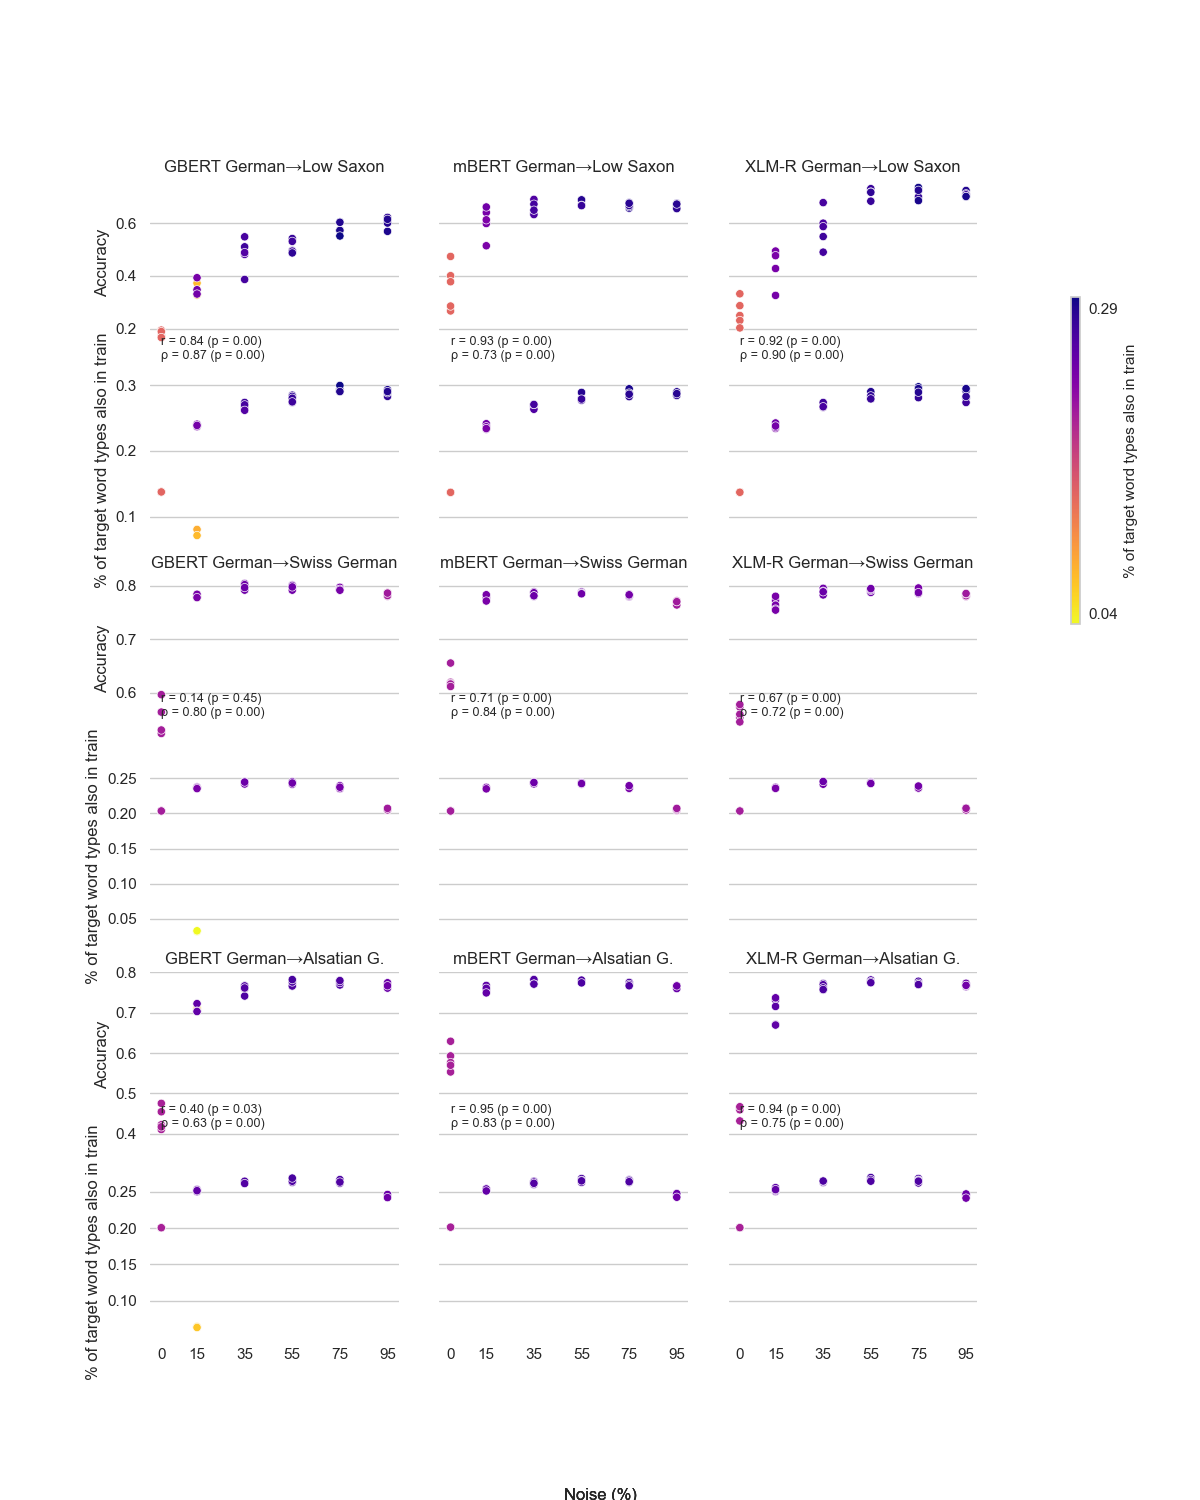 GBERT German→Low Saxon
mBERT German→Low Saxon
XLM-R German→Low Saxon
Accuracy
0.6
0.4
0.2
r = 0.84 (p = 0.00)
ρ = 0.87 (p = 0.00)
r = 0.93 (p = 0.00)
ρ = 0.73 (p = 0.00)
r = 0.92 (p = 0.00)
ρ = 0.90 (p = 0.00)
% of target word types also in train
0.3
0.2
0.1
GBERT German→Swiss German
mBERT German→Swiss German
XLM-R German→Swiss German
Accuracy
0.8
0.7
0.6
r = 0.14 (p = 0.45)
ρ = 0.80 (p = 0.00)
r = 0.71 (p = 0.00)
ρ = 0.84 (p = 0.00)
r = 0.67 (p = 0.00)
ρ = 0.72 (p = 0.00)
% of target word types also in train
0.25
0.20
0.15
0.10
0.05
GBERT German→Alsatian G.
mBERT German→Alsatian G.
XLM-R German→Alsatian G.
Accuracy
0.8
0.7
0.6
0.5
0.4
r = 0.40 (p = 0.03)
ρ = 0.63 (p = 0.00)
r = 0.95 (p = 0.00)
ρ = 0.83 (p = 0.00)
r = 0.94 (p = 0.00)
ρ = 0.75 (p = 0.00)
% of target word types also in train
0.25
0.20
0.15
0.10
0 15 35 55 75 95
0 15 35 55 75 95
0 15 35 55 75 95
Noise (%)
0.29
0.04
% of target word types also in train